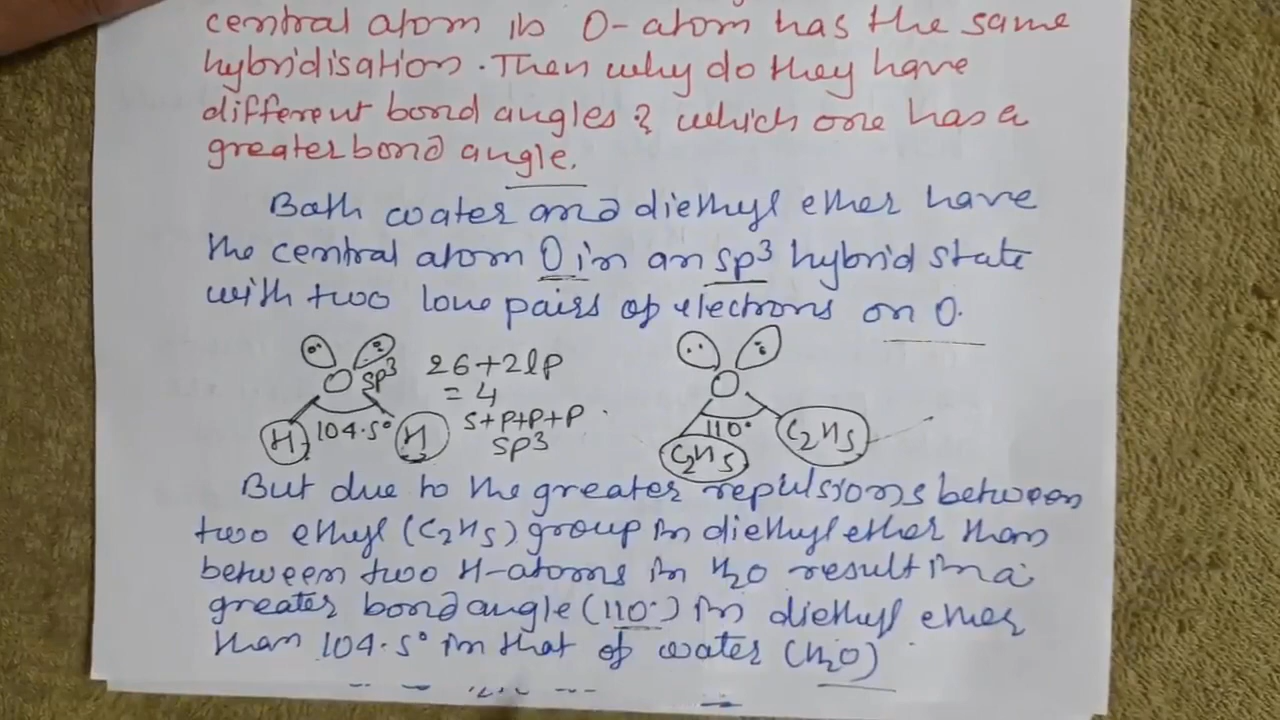 central atom is O-atom has the same
hybridisation. Then why do they have
different bond angles & which one has a
greater bond angle.
Both water and diethyl ether have
the central atom O in an sp³ hybrid state
with two lone pairs of electrons on O.
O sp³ 2σ+2lp O
= 4
s+p+p+p
sp³
H 104.5° H
110°
C₂H₅ C₂H₅
But due to the greater repulsions between
two ethyl (C₂H₅) group in diethyl ether than
between two H-atoms in H₂O result in a
greater bond angle (110°) in diethyl ether
than 104.5° in that of water (H₂O)